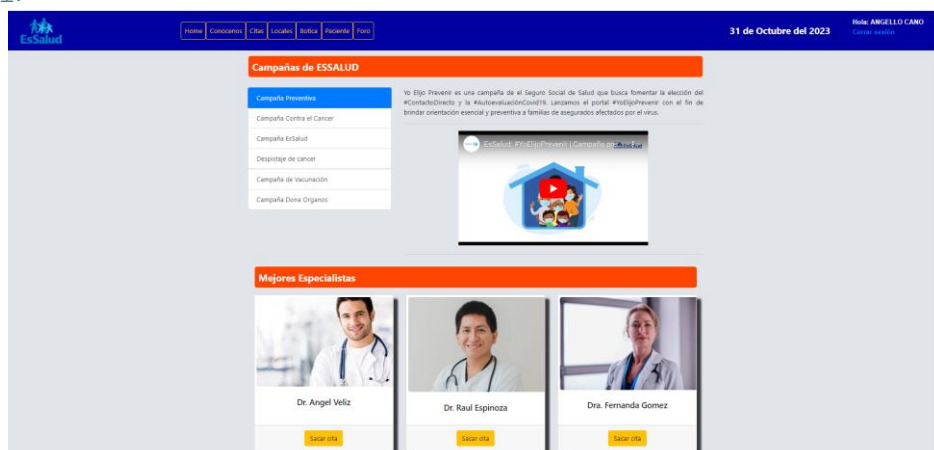 EsSalud
Home Conocenos Citas Locales Botica Paciente Foro
31 de Octubre del 2023
Hola: ANGELLO CANO
Cerrar sesión
Campañas de ESSALUD
Campaña Preventiva
Campaña Contra el Cancer
Campaña EsSalud
Despistaje de cancer
Campaña de Vacunación
Campaña Dona Organos
Yo Elijo Prevenir es una campaña de el Seguro Social de Salud que busca fomentar la elección del
#ContactoDirecto y la #AutoevaluaciónCovid19. Lanzamos el portal #YoElijoPrevenir con el fin de
brindar orientación esencial y preventiva a familias de asegurados afectados por el virus.
EsSalud: #YoElijoPrevenir | Campaña
Mejores Especialistas
Dr. Angel Veliz
Dr. Raul Espinoza
Dra. Fernanda Gomez
Sacar cita
Sacar cita
Sacar cita